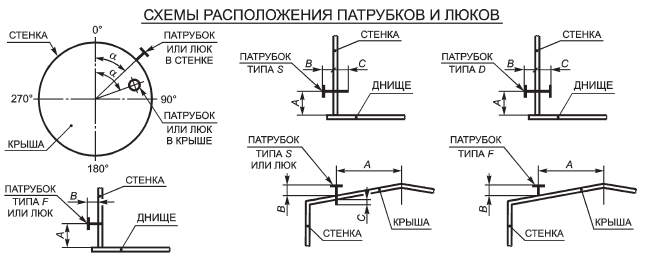 СХЕМЫ РАСПОЛОЖЕНИЯ ПАТРУБКОВ И ЛЮКОВ
0°
СТЕНКА
α
α
ПАТРУБОК
ИЛИ ЛЮК
В СТЕНКЕ
270°
90°
ПАТРУБОК
ИЛИ ЛЮК
В КРЫШЕ
КРЫША
180°
СТЕНКА
ПАТРУБОК
ТИПА S
B
C
A
ДНИЩЕ
СТЕНКА
ПАТРУБОК
ТИПА D
B
C
A
ДНИЩЕ
ПАТРУБОК
ТИПА F
ИЛИ ЛЮК
B
СТЕНКА
A
ДНИЩЕ
ПАТРУБОК
ТИПА S
ИЛИ ЛЮК
A
B
C
КРЫША
СТЕНКА
ПАТРУБОК
ТИПА F
A
B
КРЫША
СТЕНКА